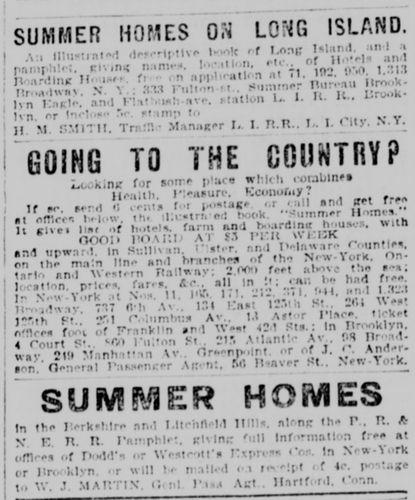 SUMMER HOMES ON LONG ISLAND.
An illustrated descriptive book of Long Island, and a
pamphlet, giving names, location, etc., of Hotels and
Boarding Houses, free on application at 71, 192, 950, 1,313
Broadway, N. Y.; 333 Fulton-st., Summer Bureau Brook-
lyn Eagle, and Flatbush-ave. station L. I. R. R., Brook-
lyn, or inclose 5c. stamp to
H. M. SMITH, Traffic Manager L. I. R.R., L. I. City, N.Y.
GOING TO THE COUNTRY?
Looking for some place which combines
Health, Pleasure, Economy?
If so, send 6 cents for postage, or call and get free
at offices below, the illustrated book, "Summer Homes."
It gives list of hotels, farm and boarding houses, with
GOOD BOARD AT $5 PER WEEK
and upward, in Sullivan, Ulster, and Delaware Counties,
on the main line and branches of the New-York, On-
tario and Western Railway; 2,000 feet above the sea;
location, prices, fares, &c., all in it; can be had free.
In New-York at Nos. 11, 165, 171, 212, 371, 944, and 1,323
Broadway, 737 6th Av., 134 East 125th St., 264 West
125th St., 251 Columbus Av., 13 Astor Place, ticket
offices foot of Franklin and West 42d Sts.; in Brooklyn,
4 Court St., 860 Fulton St., 215 Atlantic Av., 98 Broad-
way, 249 Manhattan Av., Greenpoint, or of J. C. Ander-
son, General Passenger Agent, 56 Beaver St., New-York.
SUMMER HOMES
In the Berkshire and Litchfield Hills, along the P., R. &
N. E. R. R. Pamphlet, giving full information free at
offices of Dodd's or Westcott's Express Cos. in New-York
or Brooklyn, or will be mailed on receipt of 4c. postage
to W. J. MARTIN, Genl. Pass Agt., Hartford, Conn.